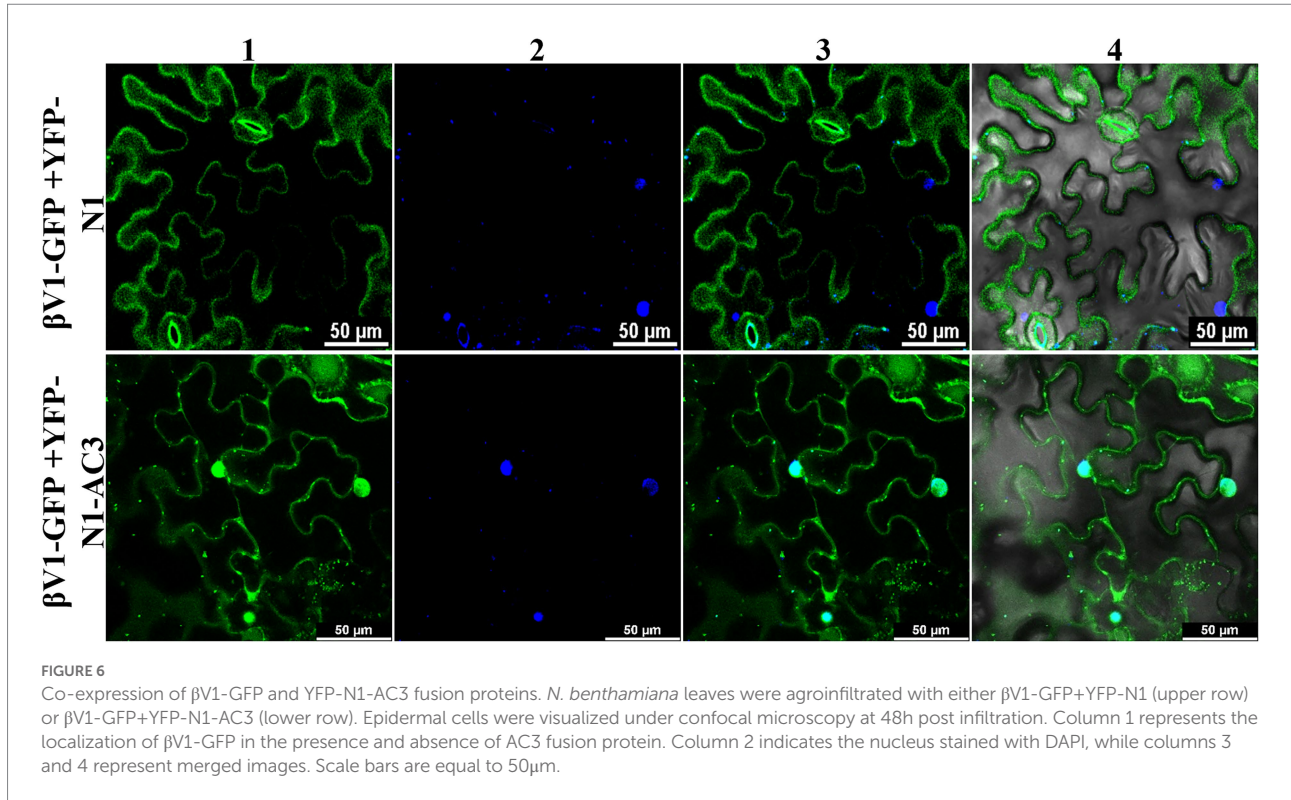 1 2 3 4
βV1-GFP +YFP-
N1
50 µm 50 µm 50 µm 50 µm
βV1-GFP +YFP-
N1-AC3
50 µm 50 µm 50 µm 50 µm
FIGURE 6
Co-expression of βV1-GFP and YFP-N1-AC3 fusion proteins. N. benthamiana leaves were agroinfiltrated with either βV1-GFP+YFP-N1 (upper row)
or βV1-GFP+YFP-N1-AC3 (lower row). Epidermal cells were visualized under confocal microscopy at 48h post infiltration. Column 1 represents the
localization of βV1-GFP in the presence and absence of AC3 fusion protein. Column 2 indicates the nucleus stained with DAPI, while columns 3
and 4 represent merged images. Scale bars are equal to 50μm.